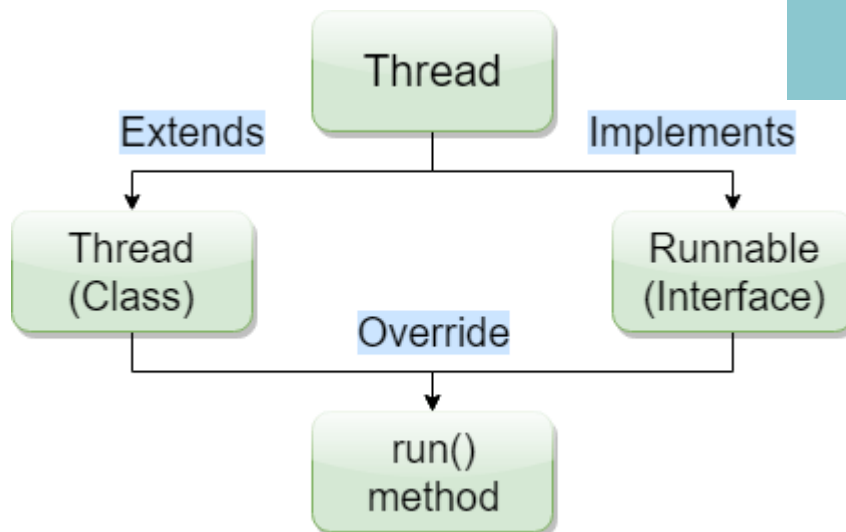 Thread
Extends
Implements
Thread
(Class)
Runnable
(Interface)
Override
run()
method